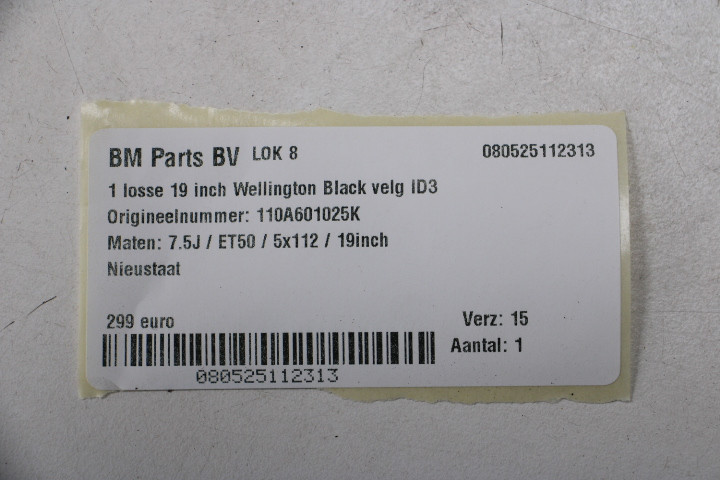 BM Parts BV LOK 8 080525112313
1 losse 19 inch Wellington Black velg ID3
Origineelnummer: 110A601025K
Maten: 7.5J / ET50 / 5x112 / 19inch
Nieustaat
299 euro Verz: 15
Aantal: 1
080525112313